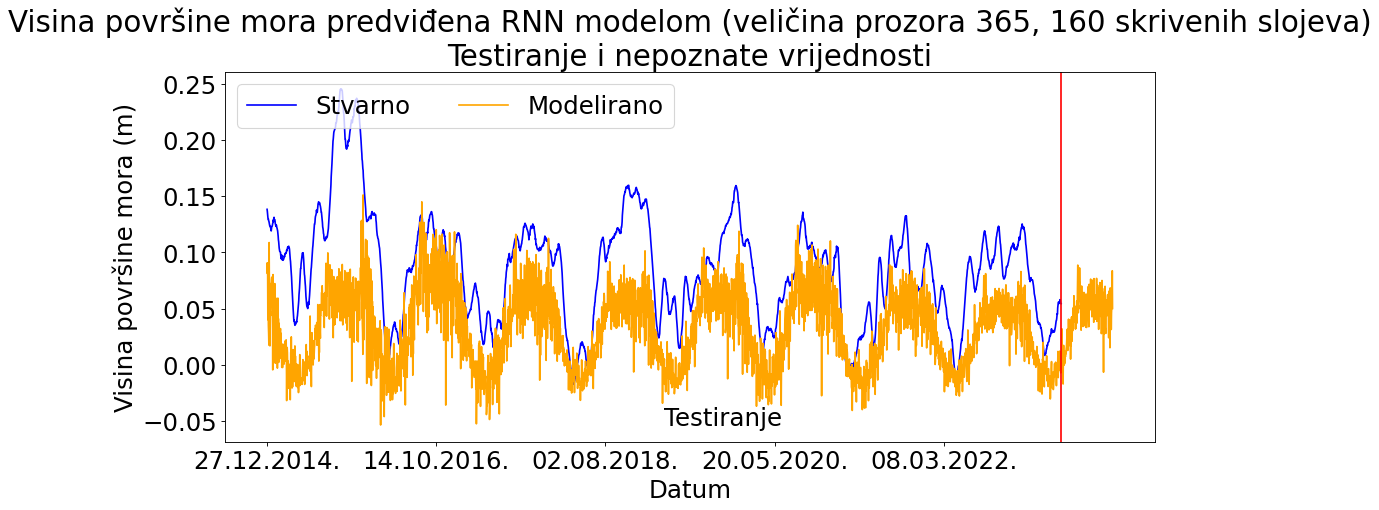 Visina površine mora predviđena RNN modelom (veličina prozora 365, 160 skrivenih slojeva)
Testiranje i nepoznate vrijednosti
Stvarno
Modelirano
Visina površine mora (m)
0.25
0.20
0.15
0.10
0.05
0.00
−0.05
Testiranje
27.12.2014.
14.10.2016.
02.08.2018.
20.05.2020.
08.03.2022.
Datum